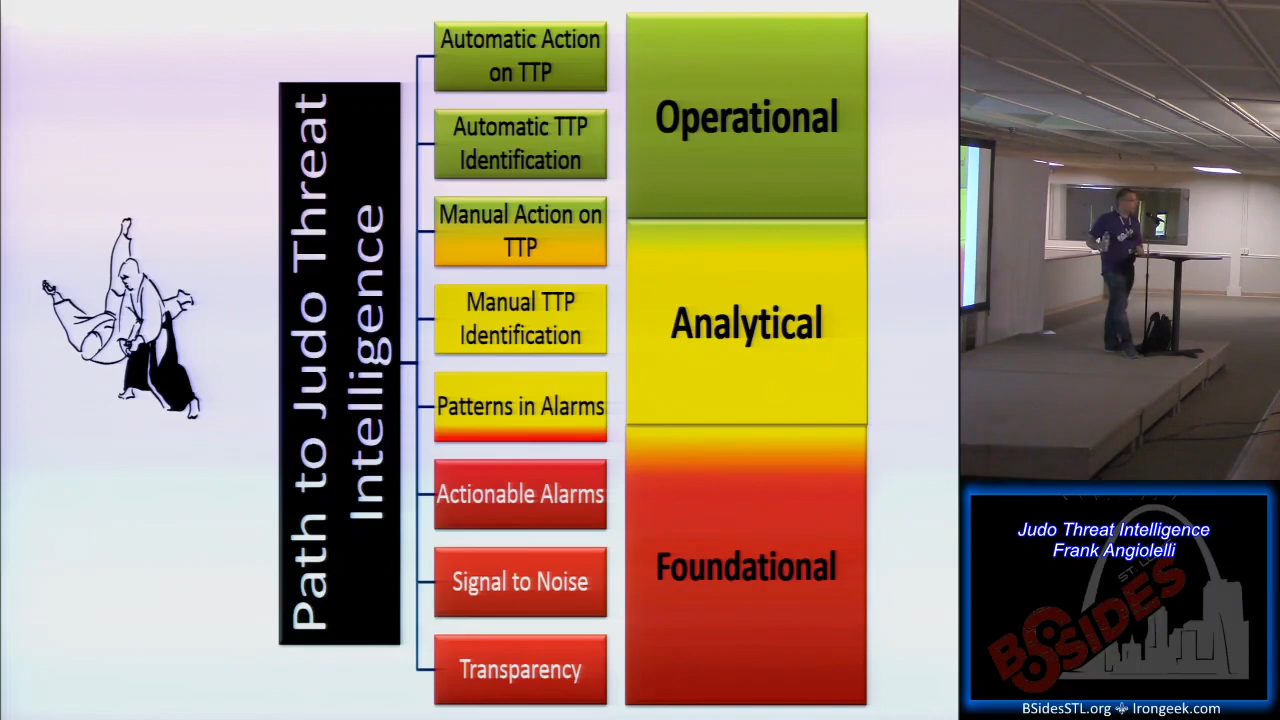 Path to Judo Threat
Intelligence
Automatic Action
on TTP
Automatic TTP
Identification
Manual Action on
TTP
Manual TTP
Identification
Patterns in Alarms
Actionable Alarms
Signal to Noise
Transparency
Operational
Analytical
Foundational
Judo Threat Intelligence
Frank Angiolelli
ST. LOUIS
BSIDES
BSidesSTL.org ⚜ Irongeek.com